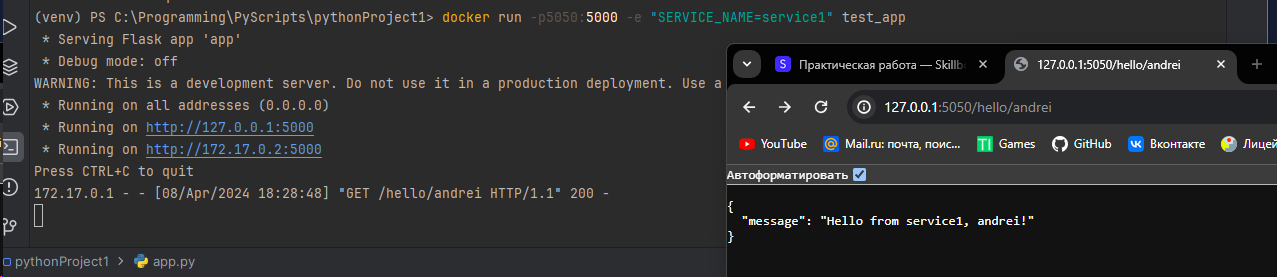 (venv) PS C:\Programming\PyScripts\pythonProject1> docker run -p5050:5000 -e "SERVICE_NAME=service1" test_app
 * Serving Flask app 'app'
 * Debug mode: off
WARNING: This is a development server. Do not use it in a production deployment. Use a
 * Running on all addresses (0.0.0.0)
 * Running on http://127.0.0.1:5000
 * Running on http://172.17.0.2:5000
Press CTRL+C to quit
172.17.0.1 - - [08/Apr/2024 18:28:48] "GET /hello/andrei HTTP/1.1" 200 -
pythonProject1 > app.py
S Практическая работа — Skillb
127.0.0.1:5050/hello/andrei
127.0.0.1:5050/hello/andrei
YouTube Mail.ru: почта, поис... TI Games GitHub Вконтакте Лицей
Автоформатировать
{
  "message": "Hello from service1, andrei!"
}